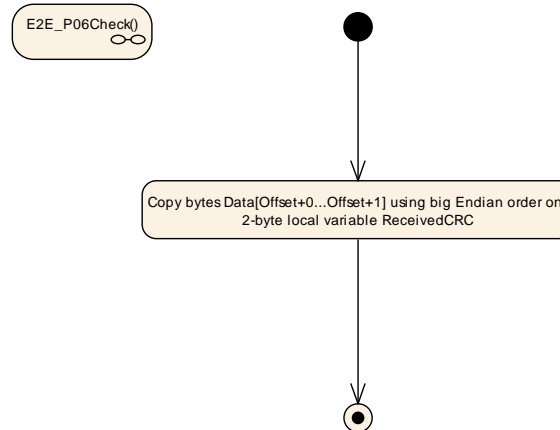 E2E_P06Check()
Copy bytes Data[Offset+0...Offset+1] using big Endian order on
2-byte local variable ReceivedCRC